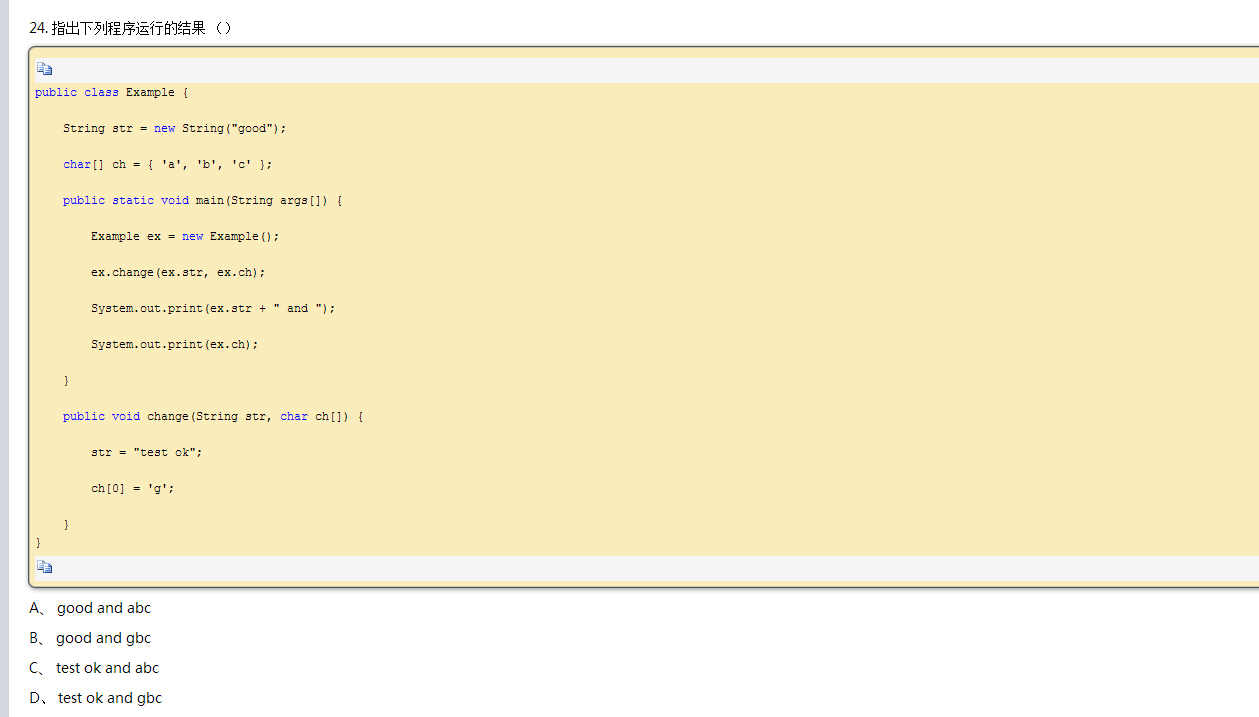 24. 指出下列程序运行的结果 （）
public class Example {
String str = new String("good");
char[] ch = { 'a', 'b', 'c' };
public static void main(String args[]) {
Example ex = new Example();
ex.change(ex.str, ex.ch);
System.out.print(ex.str + " and ");
System.out.print(ex.ch);
}
public void change(String str, char ch[]) {
str = "test ok";
ch[0] = 'g';
}
}
A、 good and abc
B、 good and gbc
C、 test ok and abc
D、 test ok and gbc